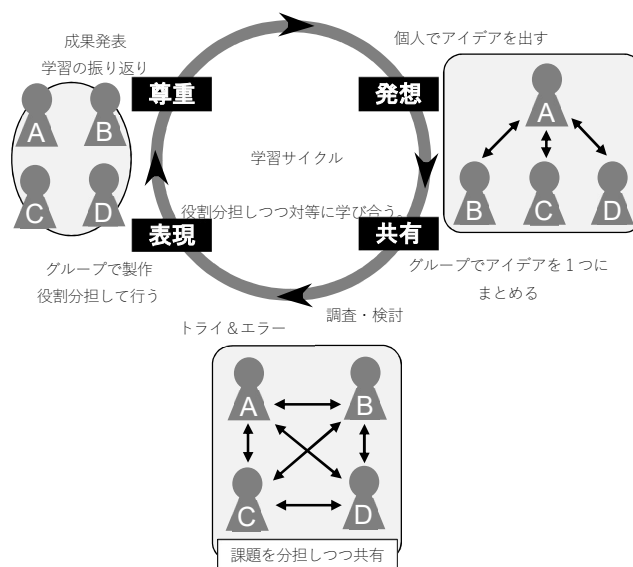 成果発表
学習の振り返り
個人でアイデアを出す
尊重
発想
A
B
C
D
A
B
C
D
学習サイクル
役割分担しつつ対等に学び合う。
表現
共有
グループで製作
役割分担して行う
グループでアイデアを１つに
まとめる
調査・検討
トライ＆エラー
A
B
C
D
課題を分担しつつ共有